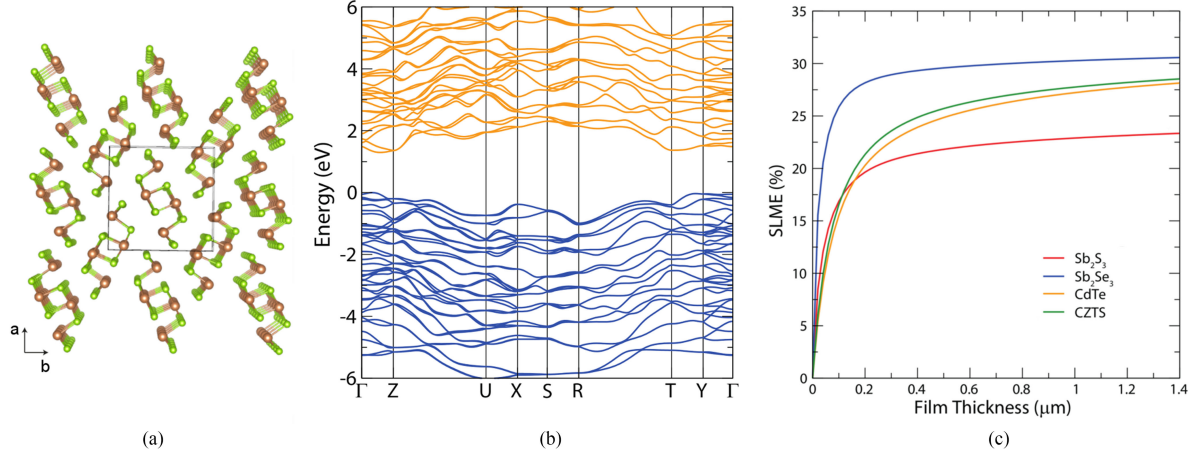 a
b
(a)
Energy (eV)
6
4
2
0
-2
-4
-6
Γ Z U X S R T Y Γ
(b)
SLME (%)
35
30
25
20
15
10
5
0
Sb₂S₃
Sb₂Se₃
CdTe
CZTS
0 0.2 0.4 0.6 0.8 1 1.2 1.4
Film Thickness (μm)
(c)